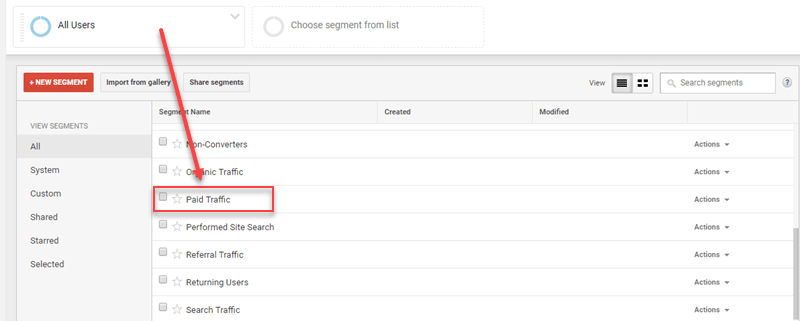 All Users
Choose segment from list
+ NEW SEGMENT Import from gallery Share segments View Search segments ?
VIEW SEGMENTS
All
System
Custom
Shared
Starred
Selected
Segment Name Created Modified
Non-Converters Actions
Organic Traffic Actions
Paid Traffic Actions
Performed Site Search Actions
Referral Traffic Actions
Returning Users Actions
Search Traffic Actions